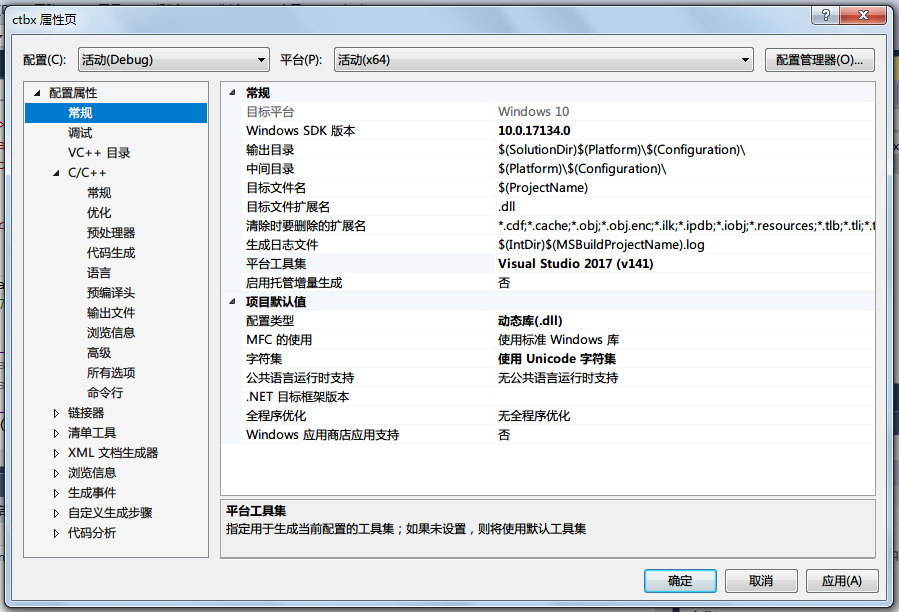 ctbx 属性页
配置(C): 活动(Debug) 平台(P): 活动(x64) 配置管理器(O)...
配置属性
常规
调试
VC++ 目录
C/C++
常规
优化
预处理器
代码生成
语言
预编译头
输出文件
浏览信息
高级
所有选项
命令行
链接器
清单工具
XML 文档生成器
浏览信息
生成事件
自定义生成步骤
代码分析
常规
目标平台 Windows 10
Windows SDK 版本 10.0.17134.0
输出目录 $(SolutionDir)$(Platform)\$(Configuration)\
中间目录 $(Platform)\$(Configuration)\
目标文件名 $(ProjectName)
目标文件扩展名 .dll
清除时要删除的扩展名 *.cdf;*.cache;*.obj;*.obj.enc;*.ilk;*.ipdb;*.iobj;*.resources;*.tlb;*.tli;*.t
生成日志文件 $(IntDir)$(MSBuildProjectName).log
平台工具集 Visual Studio 2017 (v141)
启用托管增量生成 否
项目默认值
配置类型 动态库(.dll)
MFC 的使用 使用标准 Windows 库
字符集 使用 Unicode 字符集
公共语言运行时支持 无公共语言运行时支持
.NET 目标框架版本
全程序优化 无全程序优化
Windows 应用商店应用支持 否
平台工具集
指定用于生成当前配置的工具集；如果未设置，则将使用默认工具集
确定 取消 应用(A)